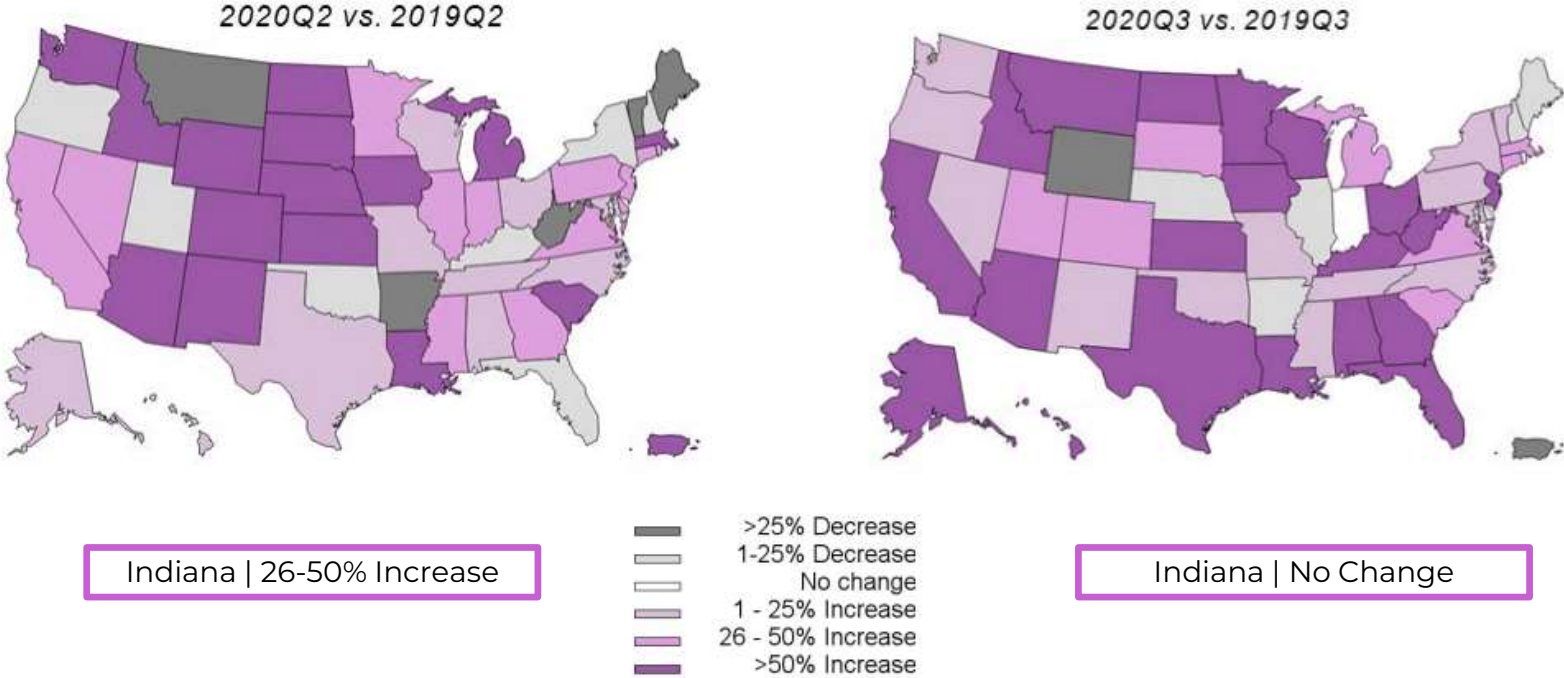 2020Q2 vs. 2019Q2
2020Q3 vs. 2019Q3
>25% Decrease
1-25% Decrease
No change
1 - 25% Increase
26 - 50% Increase
>50% Increase
Indiana | 26-50% Increase
Indiana | No Change